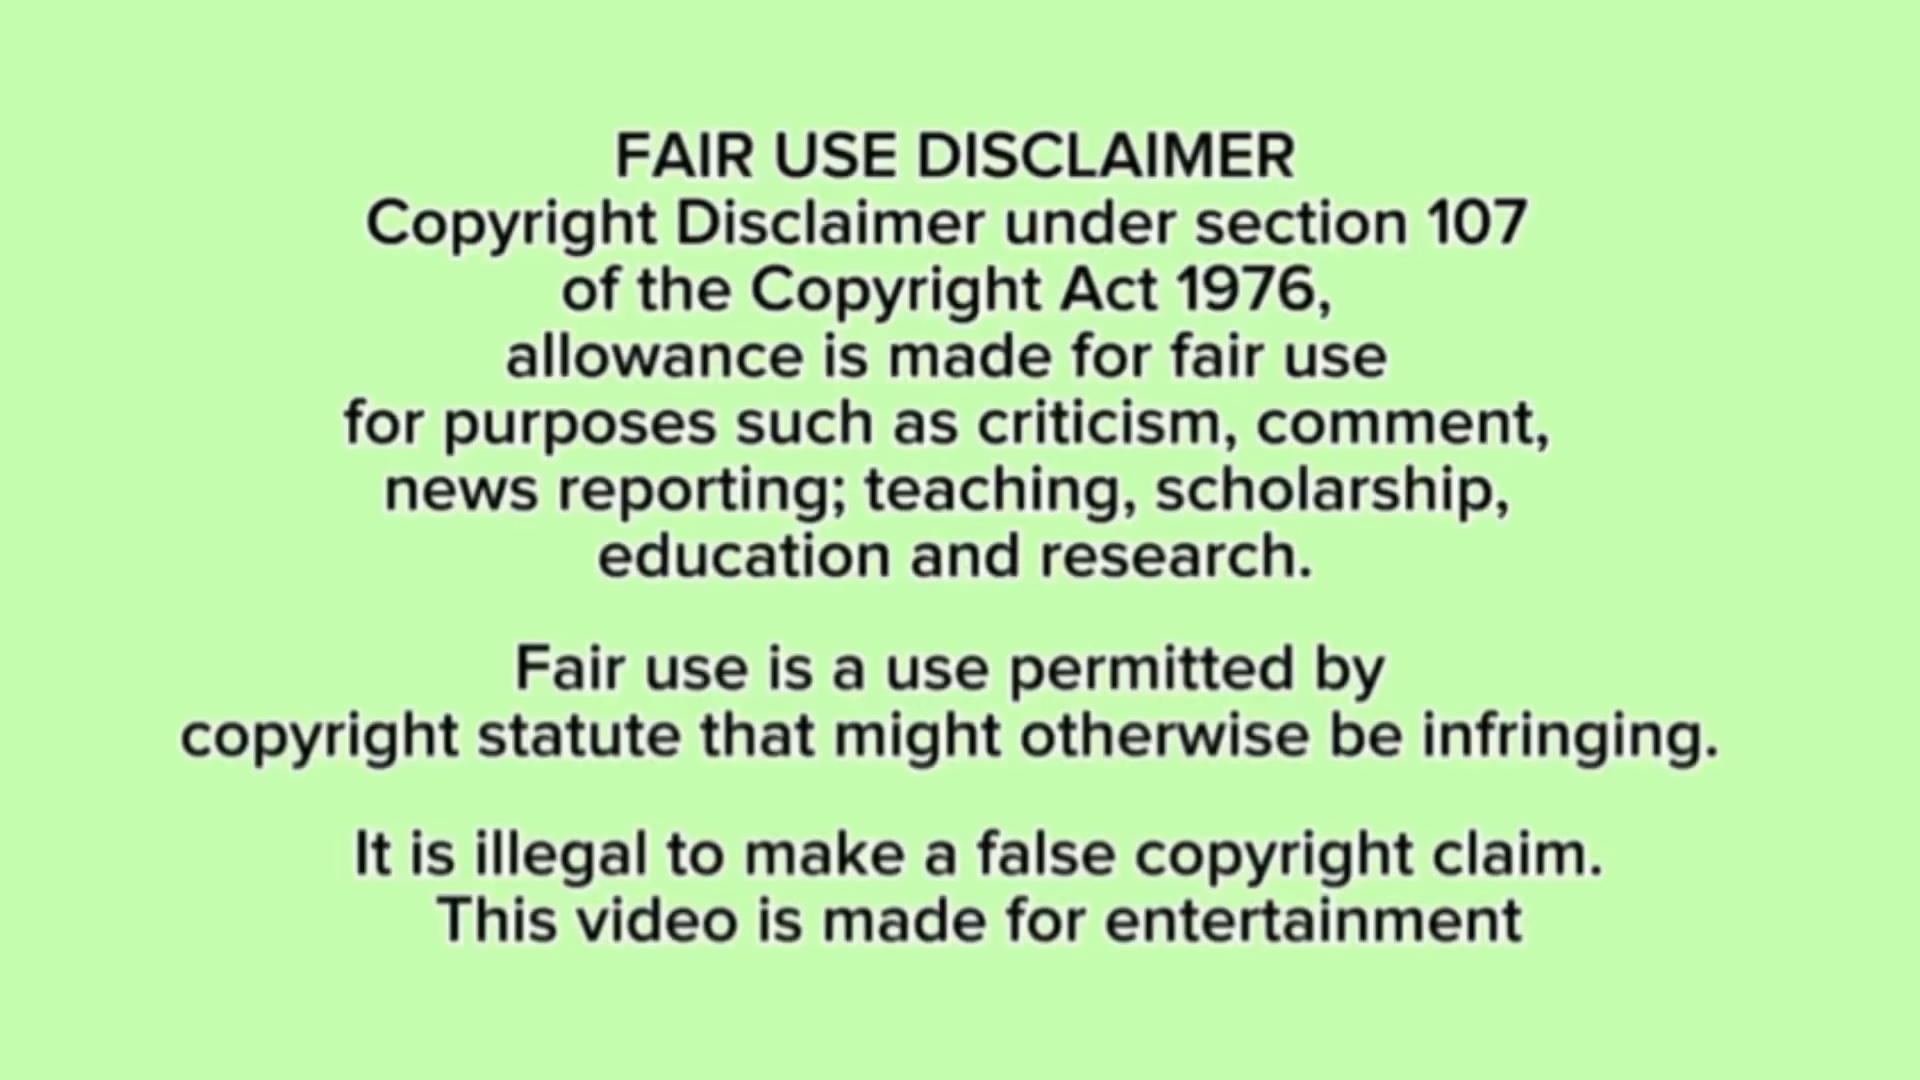 FAIR USE DISCLAIMER
Copyright Disclaimer under section 107
of the Copyright Act 1976,
allowance is made for fair use
for purposes such as criticism, comment,
news reporting; teaching, scholarship,
education and research.
Fair use is a use permitted by
copyright statute that might otherwise be infringing.
It is illegal to make a false copyright claim.
This video is made for entertainment